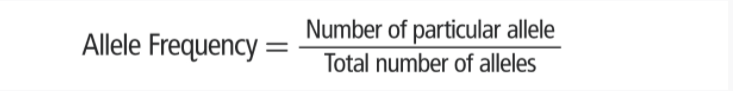 Allele Frequency = Number of particular allele
Total number of alleles